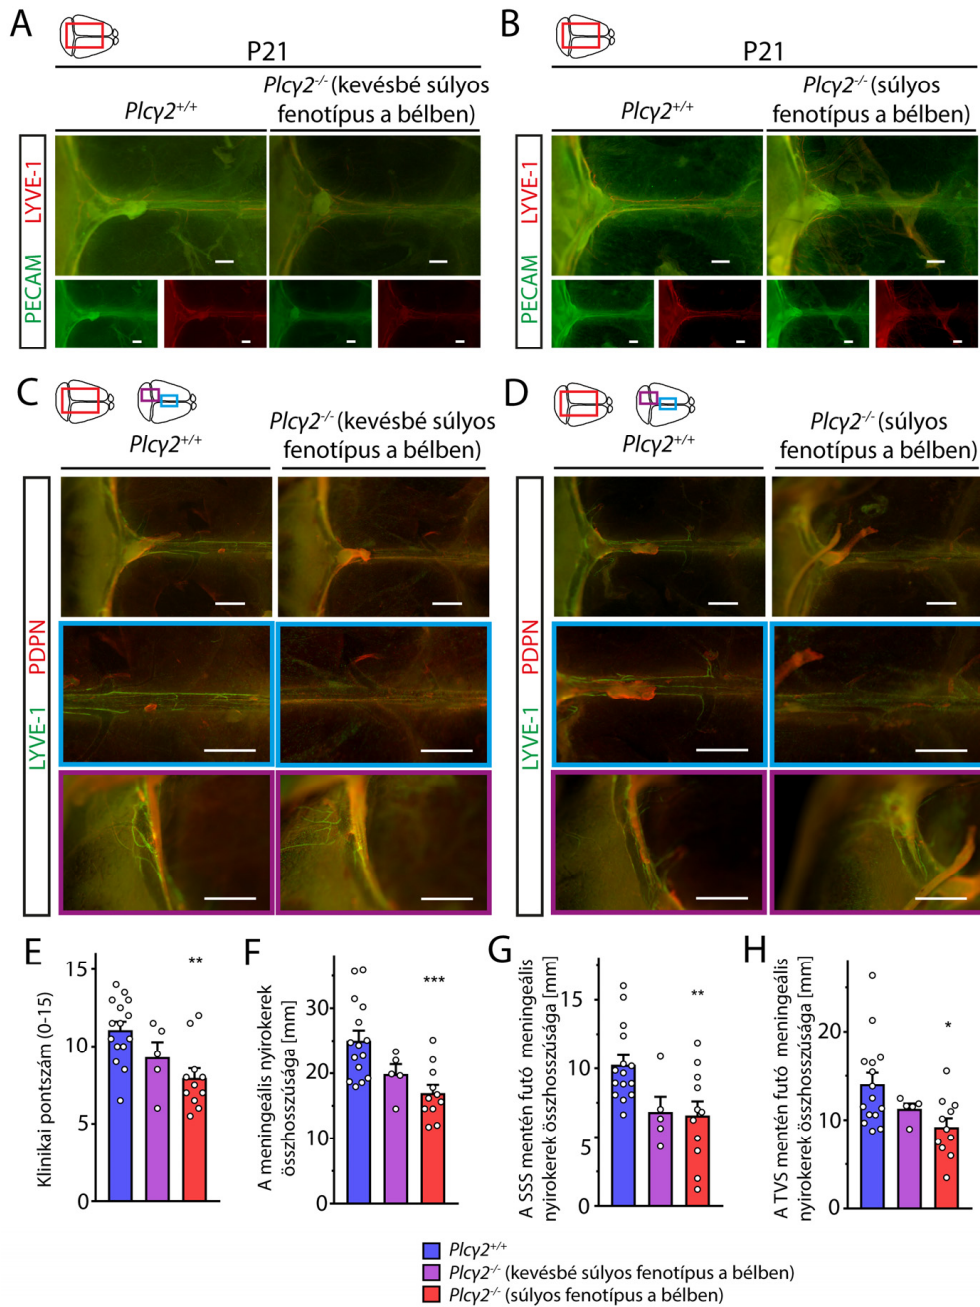 A
P21
Plcγ2+/+
Plcγ2-/- (kevésbé súlyos
fenotípus a bélben)
PECAM LYVE-1
B
P21
Plcγ2+/+
Plcγ2-/- (súlyos
fenotípus a bélben)
PECAM LYVE-1
C
Plcγ2+/+
Plcγ2-/- (kevésbé súlyos
fenotípus a bélben)
LYVE-1 PDPN
D
Plcγ2+/+
Plcγ2-/- (súlyos
fenotípus a bélben)
LYVE-1 PDPN
E
Klinikai pontszám (0-15)
15
10
5
0
**
F
A meningeális nyirokerek
összhosszúsága [mm]
30
20
10
0
***
G
A SSS mentén futó meningeális
nyirokerek összhosszúsága [mm]
15
10
5
0
**
H
A TVS mentén futó meningeális
nyirokerek összhosszúsága [mm]
20
10
0
*
Plcγ2+/+
Plcγ2-/- (kevésbé súlyos fenotípus a bélben)
Plcγ2-/- (súlyos fenotípus a bélben)